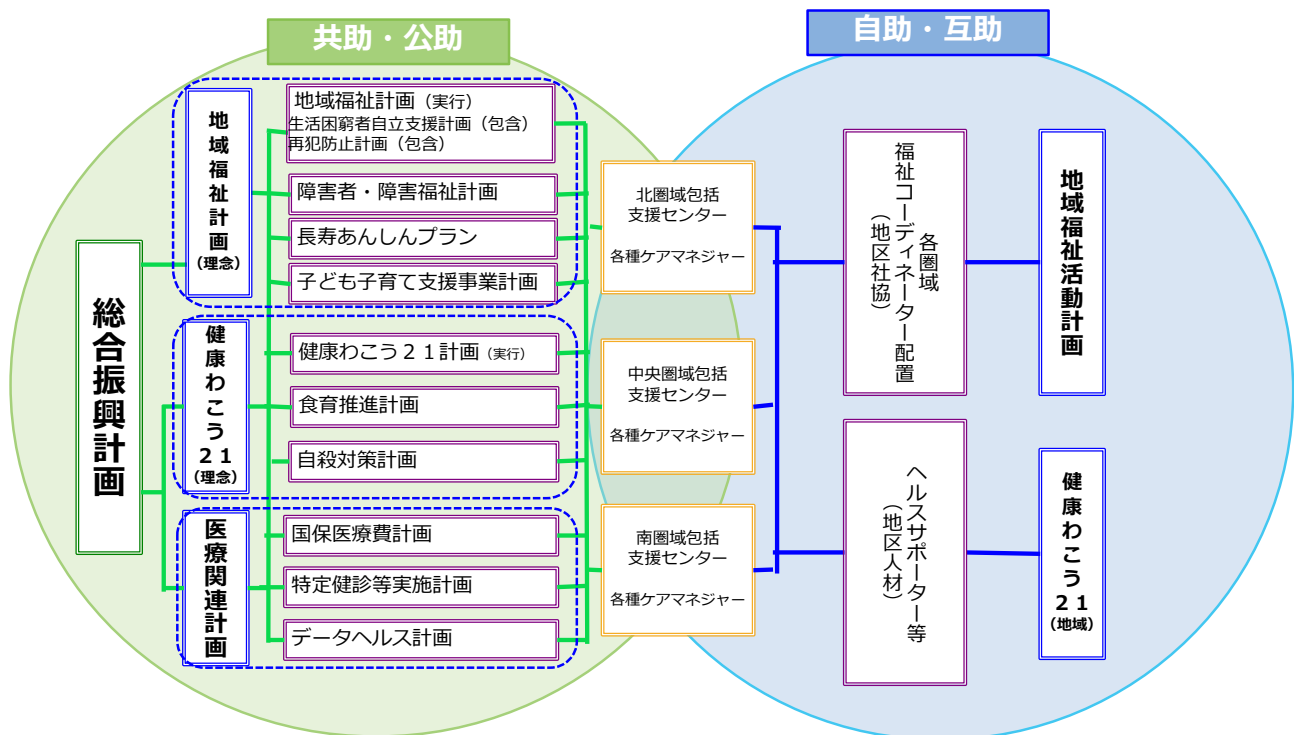 共助・公助
自助・互助
総合振興計画
地域福祉計画
(理念)
地域福祉計画（実行）
生活困窮者自立支援計画（包含）
再犯防止計画（包含）
障害者・障害福祉計画
長寿あんしんプラン
子ども子育て支援事業計画
健康わこう２１
(理念)
健康わこう２１計画（実行）
食育推進計画
自殺対策計画
医療関連計画
国保医療費計画
特定健診等実施計画
データヘルス計画
北圏域包括
支援センター
各種ケアマネジャー
中央圏域包括
支援センター
各種ケアマネジャー
南圏域包括
支援センター
各種ケアマネジャー
各圏域
福祉コーディネーター配置
（地区社協）
ヘルスサポーター等
（地区人材）
地域福祉活動計画
健康わこう２１
(地域)